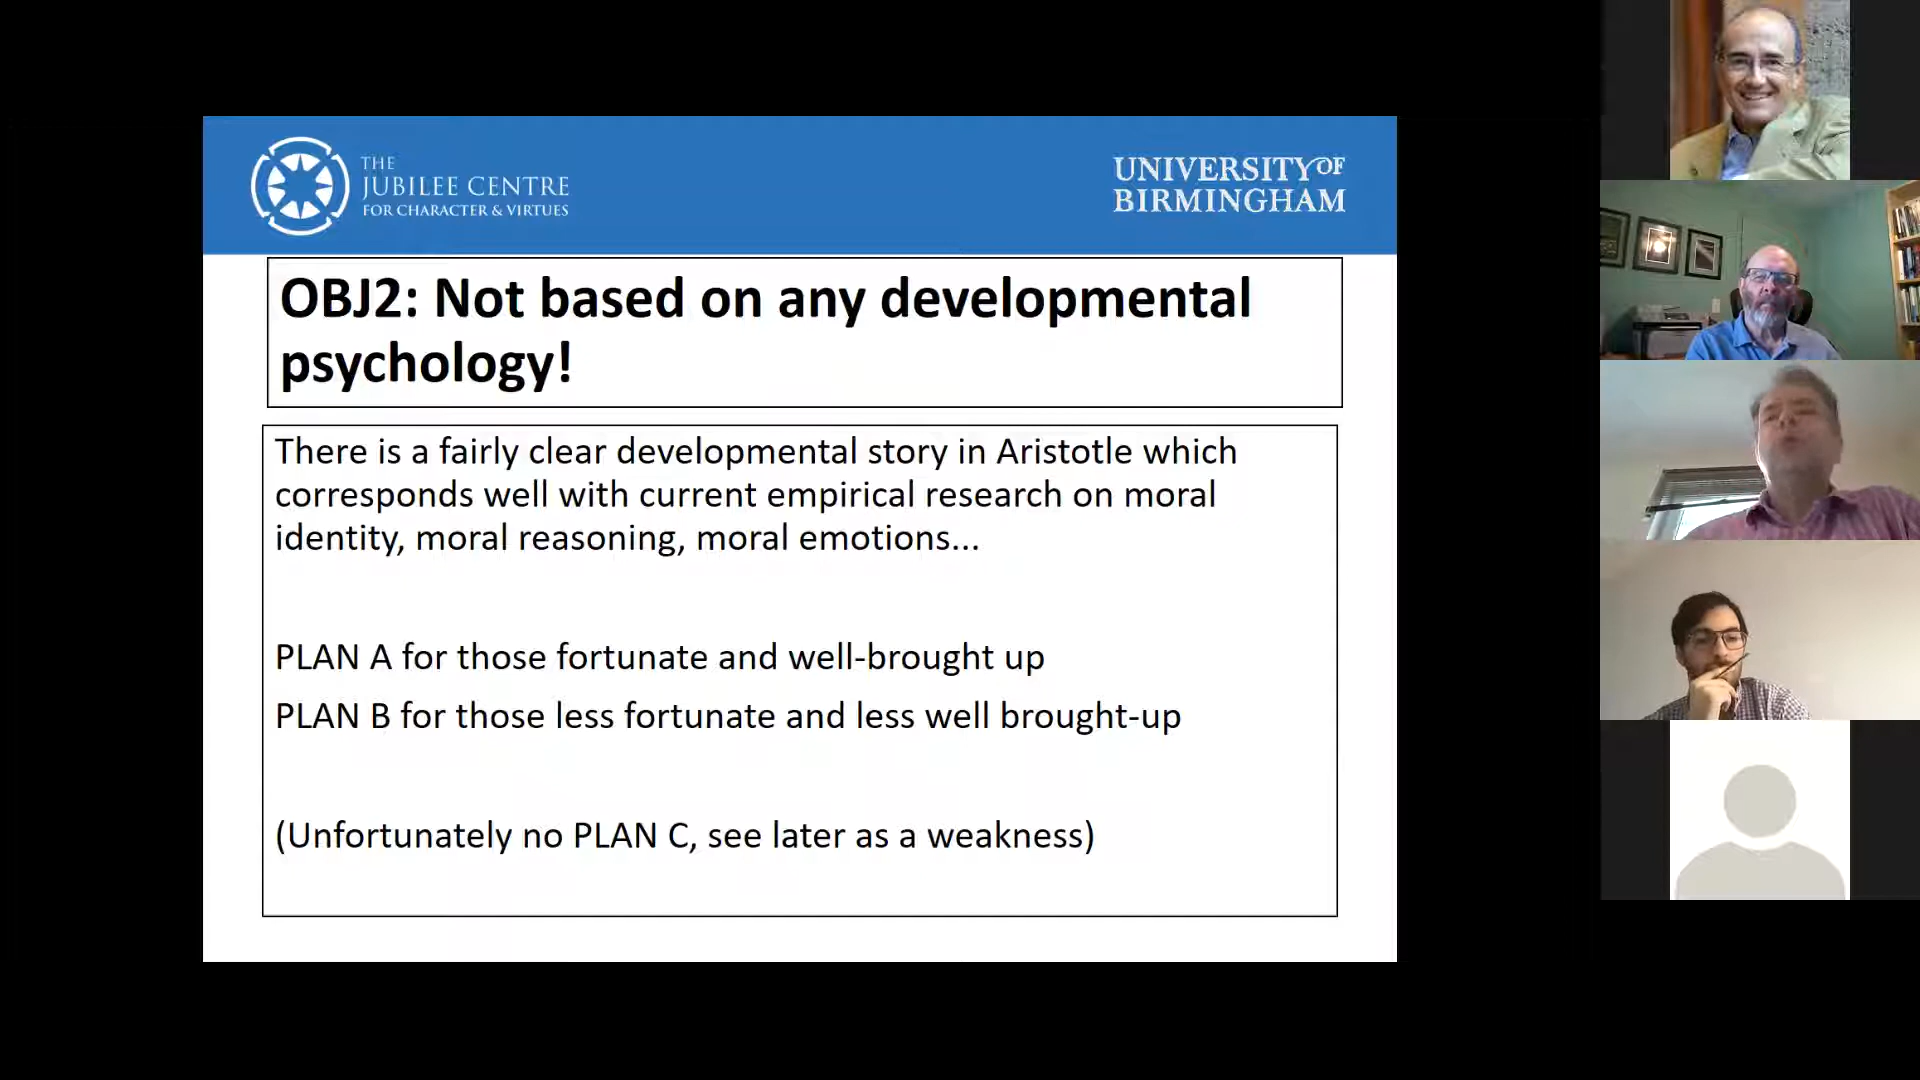 THE
JUBILEE CENTRE
FOR CHARACTER & VIRTUES
UNIVERSITY OF
BIRMINGHAM
OBJ2: Not based on any developmental
psychology!
There is a fairly clear developmental story in Aristotle which
corresponds well with current empirical research on moral
identity, moral reasoning, moral emotions...
PLAN A for those fortunate and well-brought up
PLAN B for those less fortunate and less well brought-up
(Unfortunately no PLAN C, see later as a weakness)